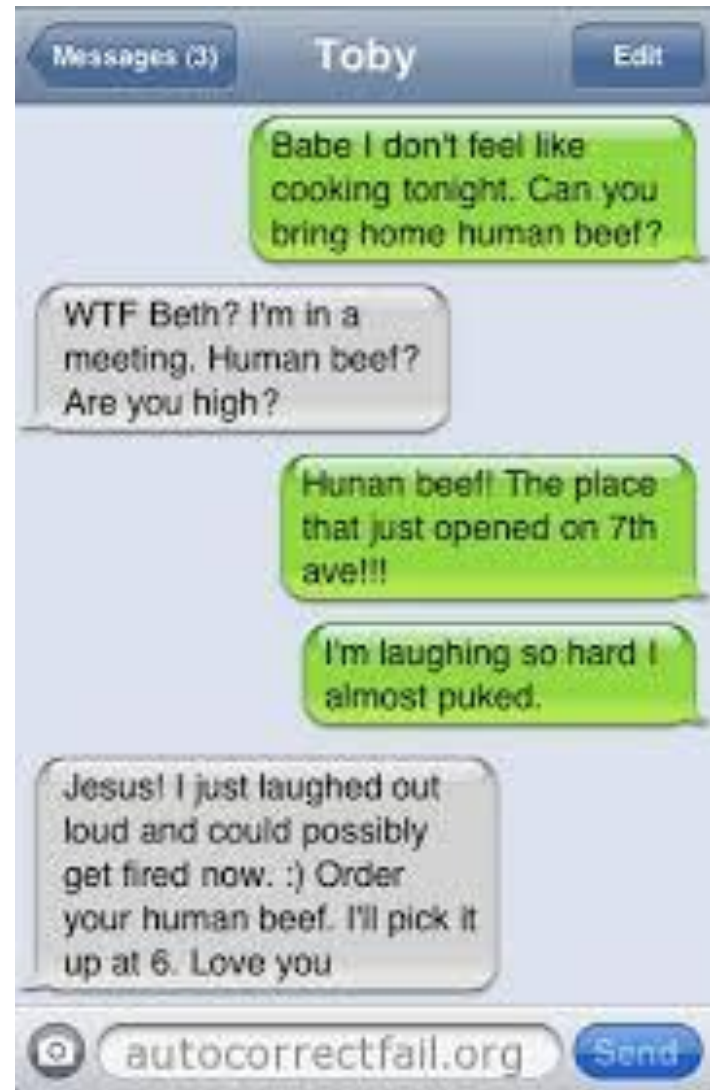 Messages (3)
Toby
Edit
Babe I don't feel like
cooking tonight. Can you
bring home human beef?
WTF Beth? I'm in a
meeting. Human beef?
Are you high?
Hunan beef! The place
that just opened on 7th
ave!!!
I'm laughing so hard I
almost puked.
Jesus! I just laughed out
loud and could possibly
get fired now. :) Order
your human beef. I'll pick it
up at 6. Love you
autocorrectfail.org
Send